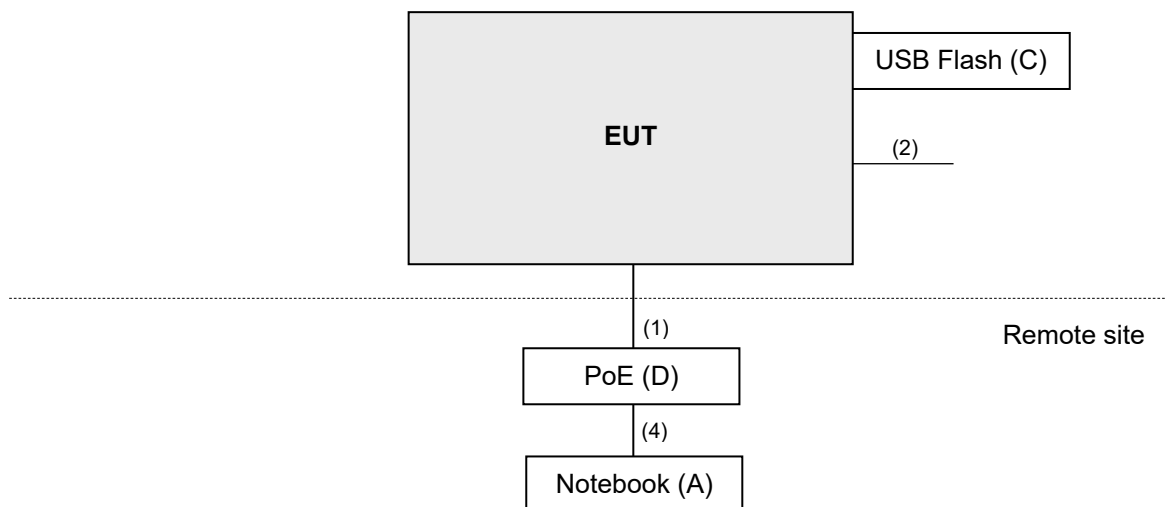 USB Flash (C)
EUT
(2)
(1)
Remote site
PoE (D)
(4)
Notebook (A)